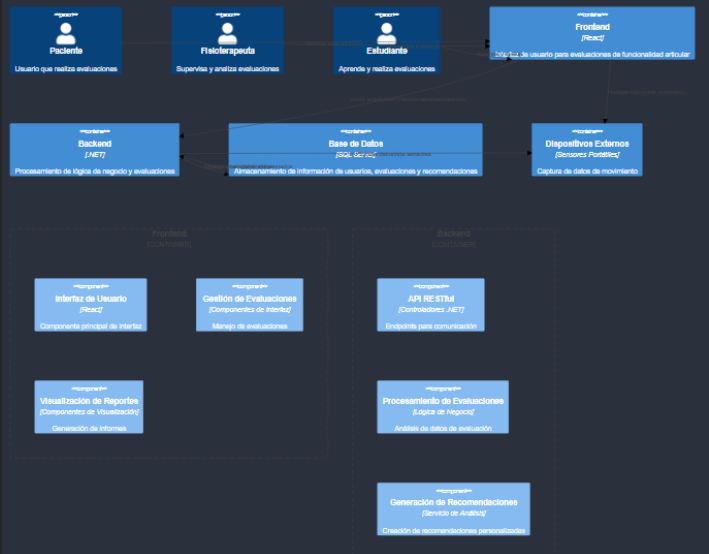 «person»
Paciente
Usuario que realiza evaluaciones
«person»
Fisioterapeuta
Supervisa y analiza evaluaciones
«person»
Estudiante
Aprende y realiza evaluaciones
«container»
Frontend
[React]
Interfaz de usuario para evaluaciones de funcionalidad articular
«container»
Backend
[.NET]
Procesamiento de lógica de negocio y evaluaciones
«container»
Base de Datos
[SQL Server]
Almacenamiento de información de usuarios, evaluaciones y recomendaciones
«container»
Dispositivos Externos
[Sensores Portátiles]
Captura de datos de movimiento
Frontend
[CONTAINER]
«component»
Interfaz de Usuario
[React]
Componente principal de interfaz
«component»
Gestión de Evaluaciones
[Componentes de Interfaz]
Manejo de evaluaciones
«component»
Visualización de Reportes
[Componentes de Visualización]
Generación de informes
Backend
[CONTAINER]
«component»
API RESTful
[Controladores .NET]
Endpoints para comunicación
«component»
Procesamiento de Evaluaciones
[Lógica de Negocio]
Análisis de datos de evaluación
«component»
Generación de Recomendaciones
[Servicio de Análisis]
Creación de recomendaciones personalizadas